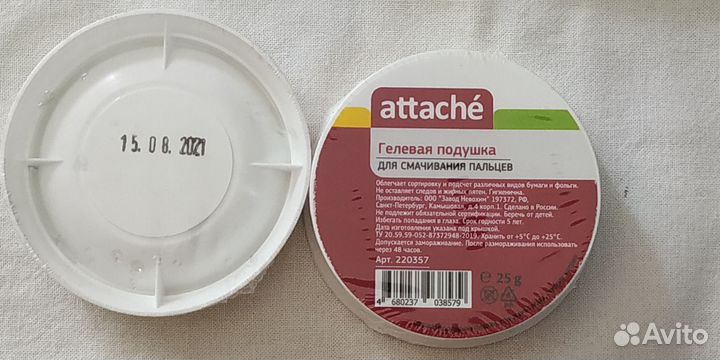 15.08.2021
attaché
Гелевая подушка
ДЛЯ СМАЧИВАНИЯ ПАЛЬЦЕВ
Облегчает сортировку и подсчет различных видов бумаги и фольги.
Не оставляет следов и жирных пятен. Гигиенична.
Производитель: ООО "Завод Невохим" 197372, РФ,
Санкт-Петербург, Камышовая, д.4 корп.1. Сделано в России.
Не подлежит обязательной сертификации. Беречь от детей.
Избегать попадания в глаза. Срок годности 5 лет.
Дата изготовления указана под крышкой.
ТУ 20.59.59-052-87372948-2019. Хранить от +5°С до +25°С.
Допускается замораживание. После размораживания использовать
через 48 часов.
Арт. 220357
4 680237 038579
e 25 g
Avito